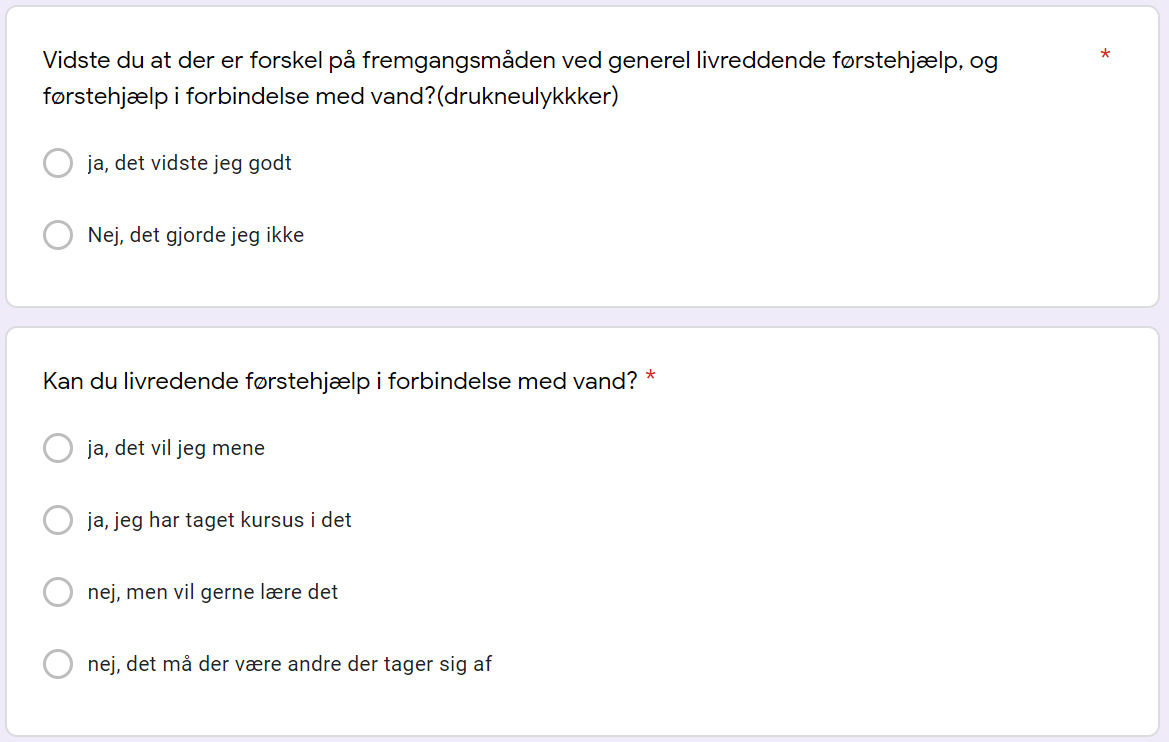 Vidste du at der er forskel på fremgangsmåden ved generel livreddende førstehjælp, og *
førstehjælp i forbindelse med vand?(drukneulykkker)
ja, det vidste jeg godt
Nej, det gjorde jeg ikke
Kan du livredende førstehjælp i forbindelse med vand? *
ja, det vil jeg mene
ja, jeg har taget kursus i det
nej, men vil gerne lære det
nej, det må der være andre der tager sig af